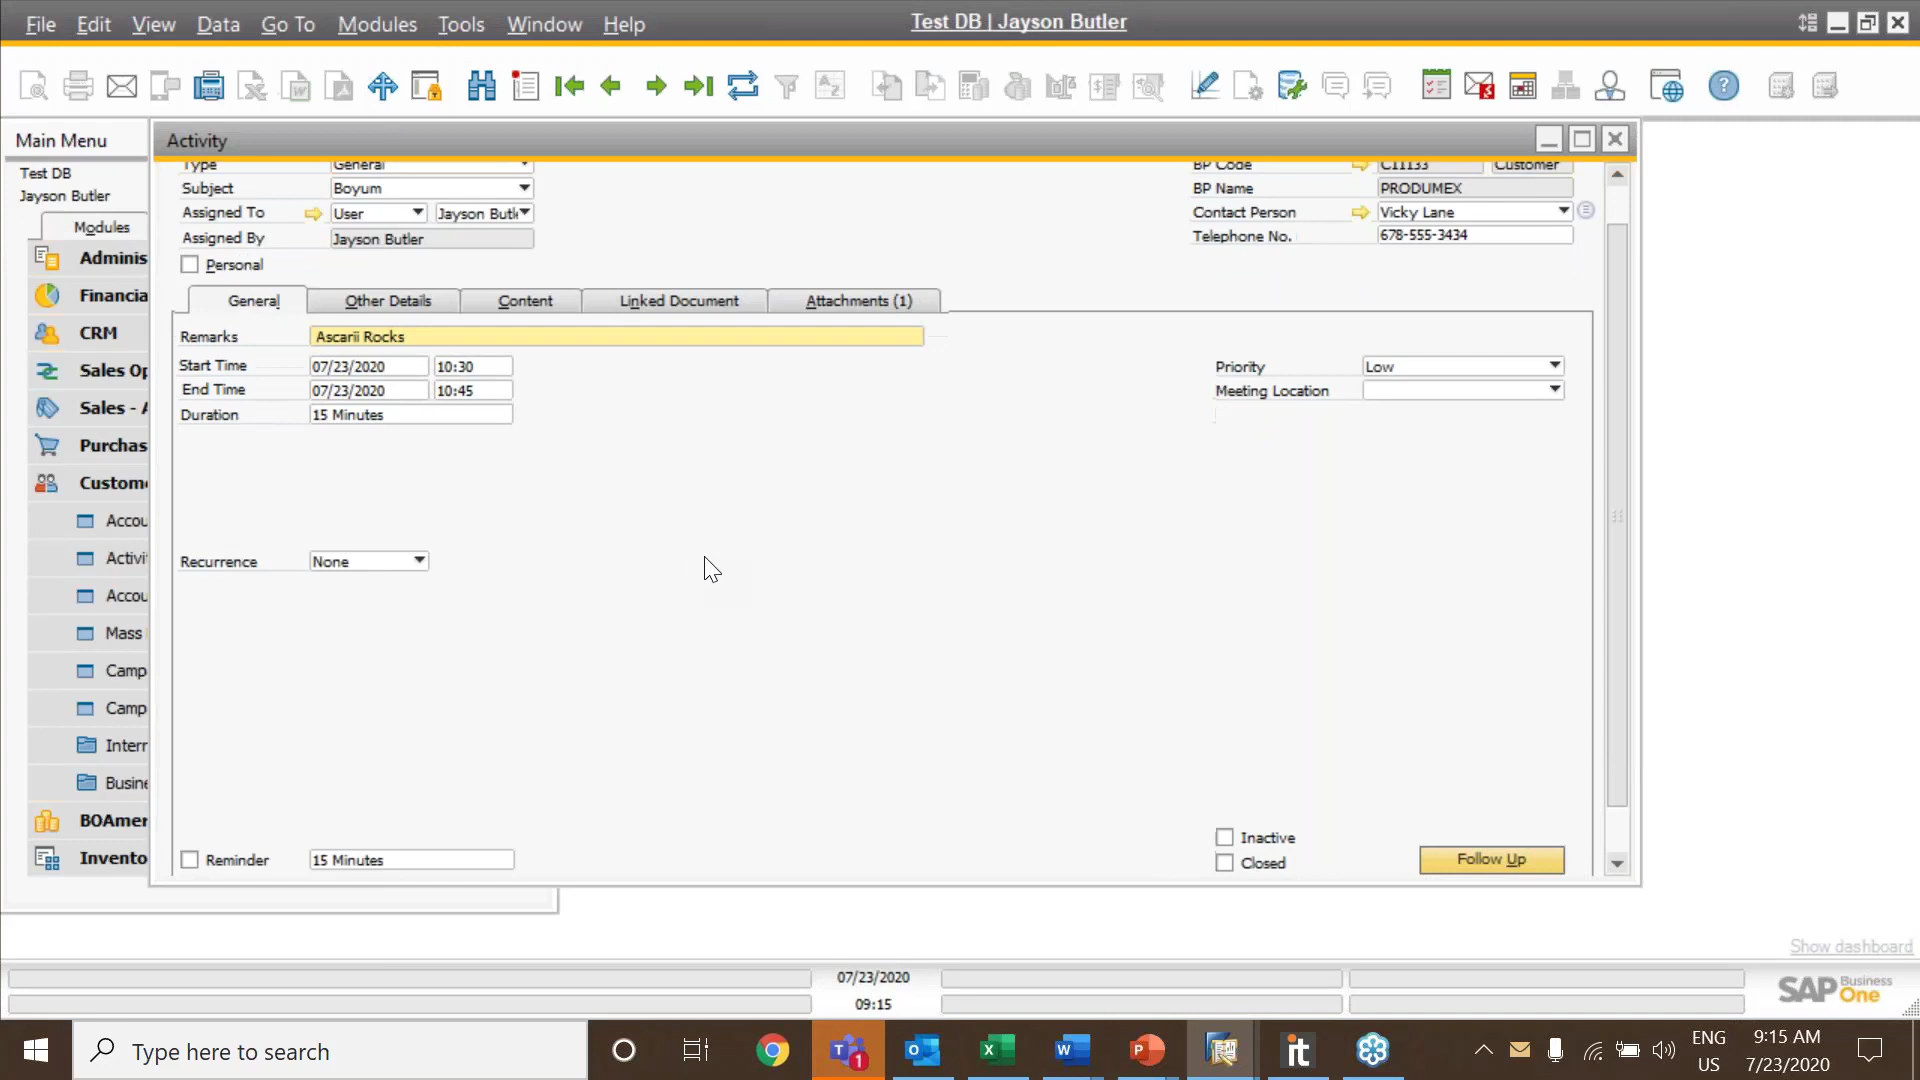 File Edit View Data Go To Modules Tools Window Help
Test DB | Jayson Butler
Main Menu
Test DB
Jayson Butler
Modules
Adminis
Financia
CRM
Sales Op
Sales - A
Purchas
Custome
Accou
Activi
Accou
Mass
Camp
Camp
Interr
Busine
BOAmer
Invento
Activity
Type General
Subject Boyum
Assigned To User Jayson Butl
Assigned By Jayson Butler
Personal
BP Code C11133 Customer
BP Name PRODUMEX
Contact Person Vicky Lane
Telephone No. 678-555-3434
General Other Details Content Linked Document Attachments (1)
Remarks Ascarii Rocks
Start Time 07/23/2020 10:30
End Time 07/23/2020 10:45
Duration 15 Minutes
Priority Low
Meeting Location
Recurrence None
Reminder 15 Minutes
Inactive
Closed
Follow Up
Show dashboard
07/23/2020
09:15
SAP Business One
Type here to search
1
ENG
US
9:15 AM
7/23/2020